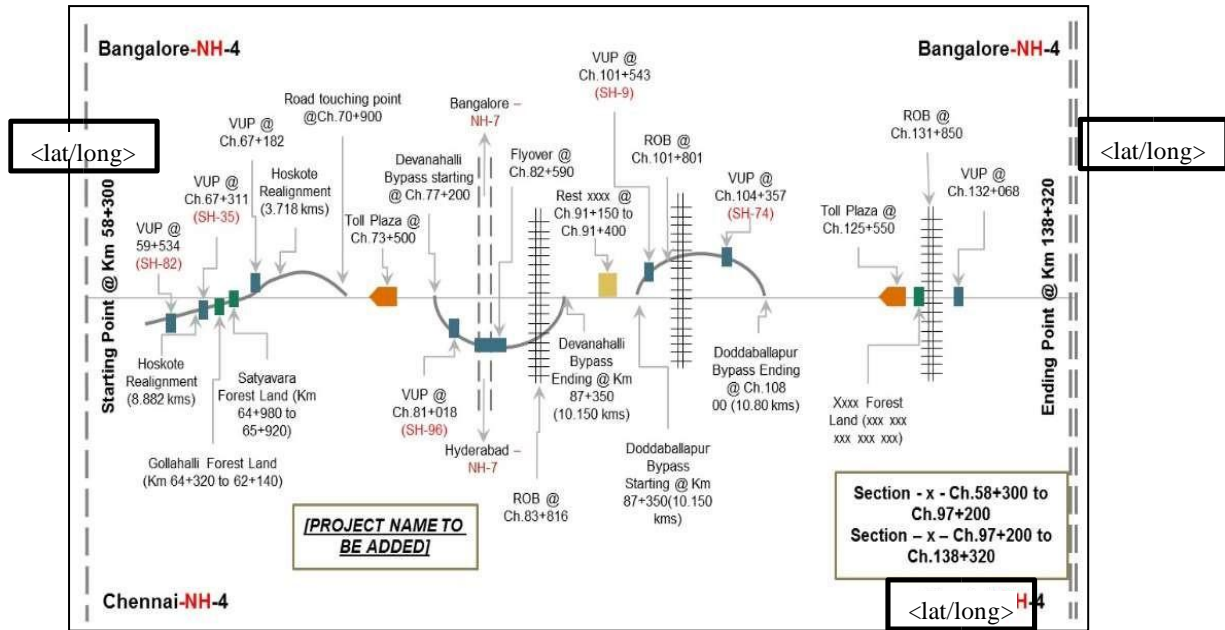 Bangalore-NH-4
Bangalore-NH-4
<lat/long>
<lat/long>
Starting Point @ Km 58+300
VUP @
59+534
(SH-82)
VUP @
Ch.67+311
(SH-35)
VUP @
Ch.67+182
Hoskote
Realignment
(3.718 kms)
Road touching point
@Ch.70+900
Toll Plaza @
Ch.73+500
Devanahalli
Bypass starting
@ Ch.77+200
Bangalore –
NH-7
Flyover @
Ch.82+590
Rest xxxx @
Ch.91+150 to
Ch.91+400
VUP @
Ch.101+543
(SH-9)
ROB @
Ch.101+801
VUP @
Ch.104+357
(SH-74)
Toll Plaza @
Ch.125+550
ROB @
Ch.131+850
VUP @
Ch.132+068
Ending Point @ Km 138+320
Hoskote
Realignment
(8.882 kms)
Satyavara
Forest Land (Km
64+980 to
65+920)
Gollahalli Forest Land
(Km 64+320 to 62+140)
VUP @
Ch.81+018
(SH-96)
Hyderabad –
NH-7
ROB @
Ch.83+816
Devanahalli
Bypass
Ending @ Km
87+350
(10.150 kms)
Doddaballapur
Bypass
Starting @ Km
87+350(10.150
kms)
Doddaballapur
Bypass Ending
@ Ch.108
00 (10.80 kms)
Xxxx Forest
Land (xxx xxx
xxx xxx xxx)
[PROJECT NAME TO
BE ADDED]
Section - x - Ch.58+300 to
Ch.97+200
Section – x – Ch.97+200 to
Ch.138+320
Chennai-NH-4
<lat/long>
H-4